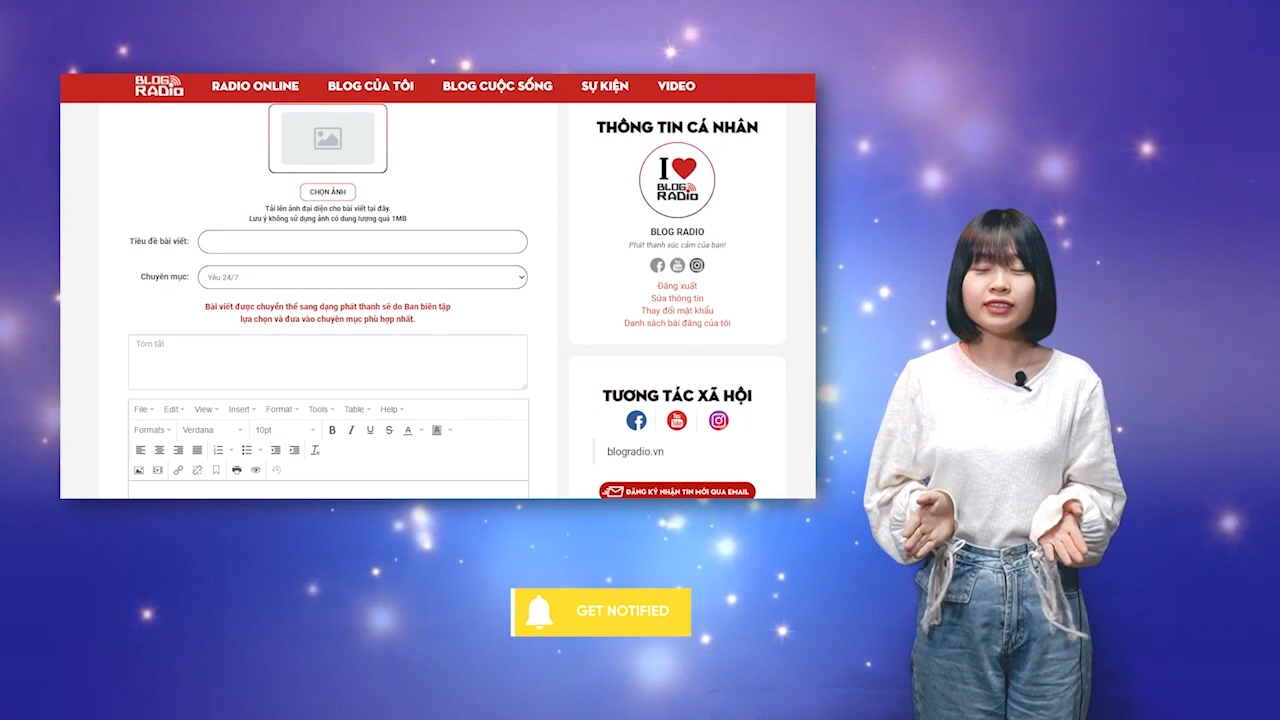 BLOG RADIO
RADIO ONLINE
BLOG CỦA TÔI
BLOG CUỘC SỐNG
SỰ KIỆN
VIDEO
CHỌN ẢNH
Tải lên ảnh đại diện cho bài viết tại đây.
Lưu ý không sử dụng ảnh có dung lượng quá 1MB
Tiêu đề bài viết:
Chuyên mục:
Yêu 24/7
Bài viết được chuyển thể sang dạng phát thanh sẽ do Ban biên tập
lựa chọn và đưa vào chuyên mục phù hợp nhất.
Tóm tắt
File Edit View Insert Format Tools Table Help
Formats Verdana 10pt B I U S A A
THÔNG TIN CÁ NHÂN
I
BLOG
RADIO
BLOG RADIO
Phát thanh xúc cảm của bạn!
You Tube
Đăng xuất
Sửa thông tin
Thay đổi mật khẩu
Danh sách bài đăng của tôi
TƯƠNG TÁC XÃ HỘI
You Tube
blogradio.vn
ĐĂNG KÝ NHẬN TIN MỚI QUA EMAIL
GET NOTIFIED